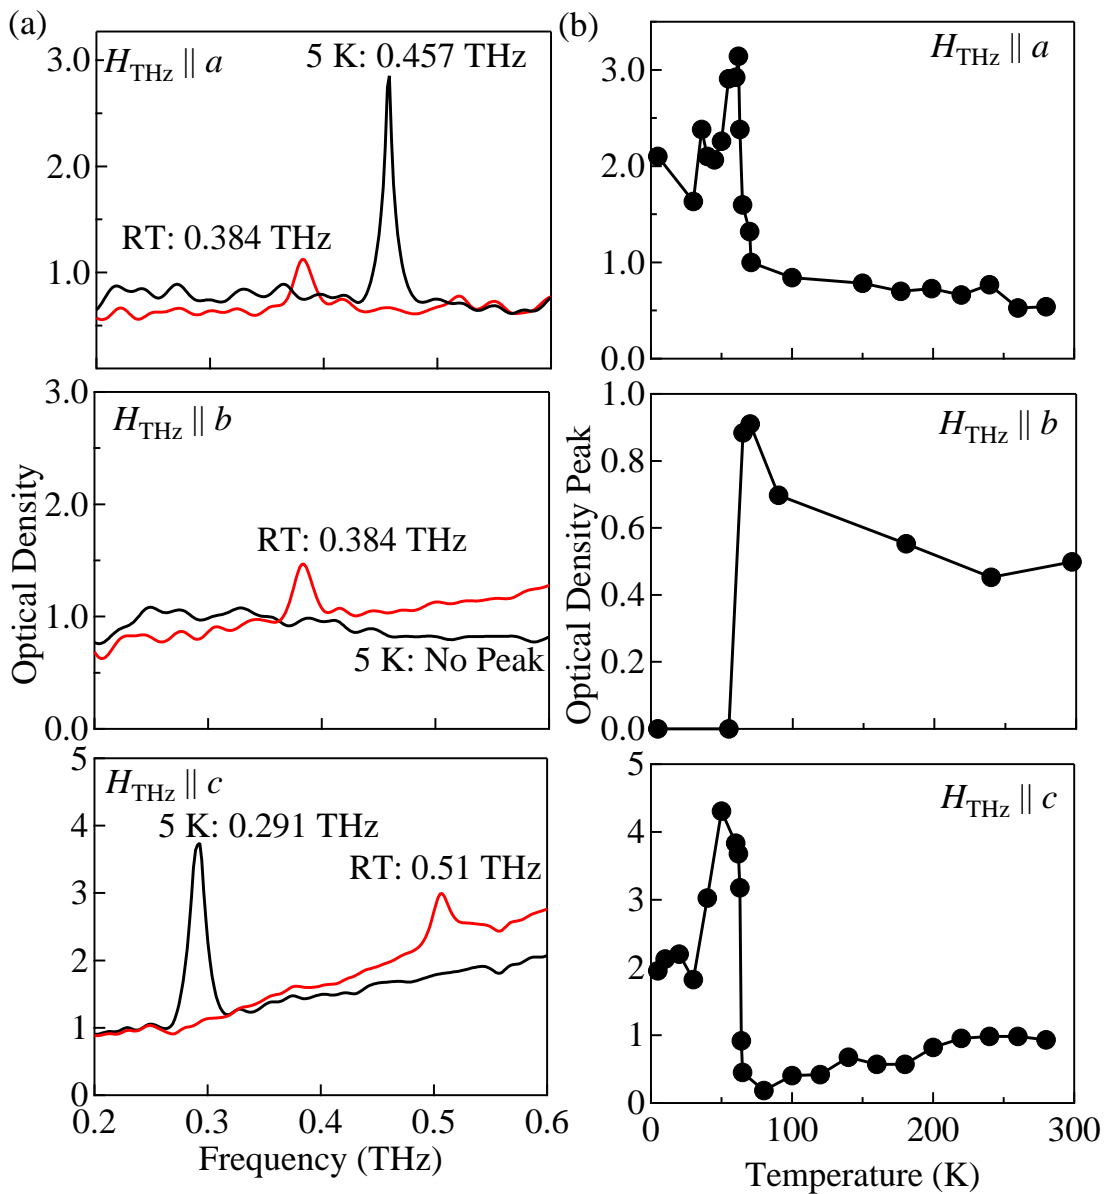 (a)
H_THz || a
5 K: 0.457 THz
RT: 0.384 THz
3.0
2.0
1.0
H_THz || b
RT: 0.384 THz
5 K: No Peak
3.0
2.0
1.0
0.0
Optical Density
H_THz || c
5 K: 0.291 THz
RT: 0.51 THz
5
4
3
2
1
0
0.2 0.3 0.4 0.5 0.6
Frequency (THz)
(b)
H_THz || a
3.0
2.0
1.0
0.0
H_THz || b
1.0
0.8
0.6
0.4
0.2
0.0
Optical Density Peak
H_THz || c
5
4
3
2
1
0
0 100 200 300
Temperature (K)